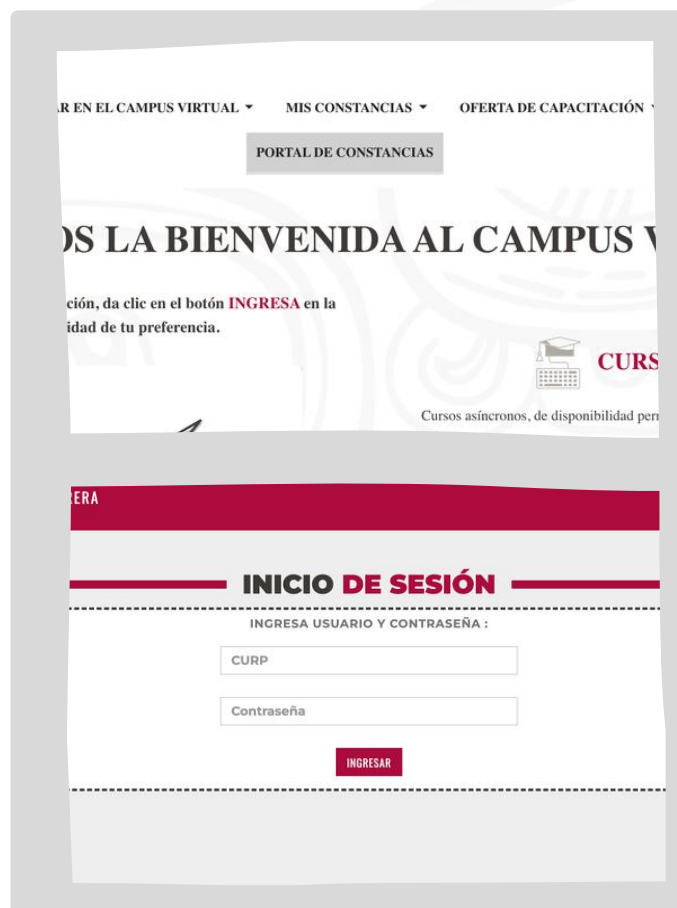 AR EN EL CAMPUS VIRTUAL
MIS CONSTANCIAS
OFERTA DE CAPACITACIÓN
PORTAL DE CONSTANCIAS
OS LA BIENVENIDA AL CAMPUS V
ción, da clic en el botón INGRESA en la
idad de tu preferencia.
CURS
Cursos asíncronos, de disponibilidad per
RERA
INICIO DE SESIÓN
INGRESA USUARIO Y CONTRASEÑA :
CURP
Contraseña
INGRESAR